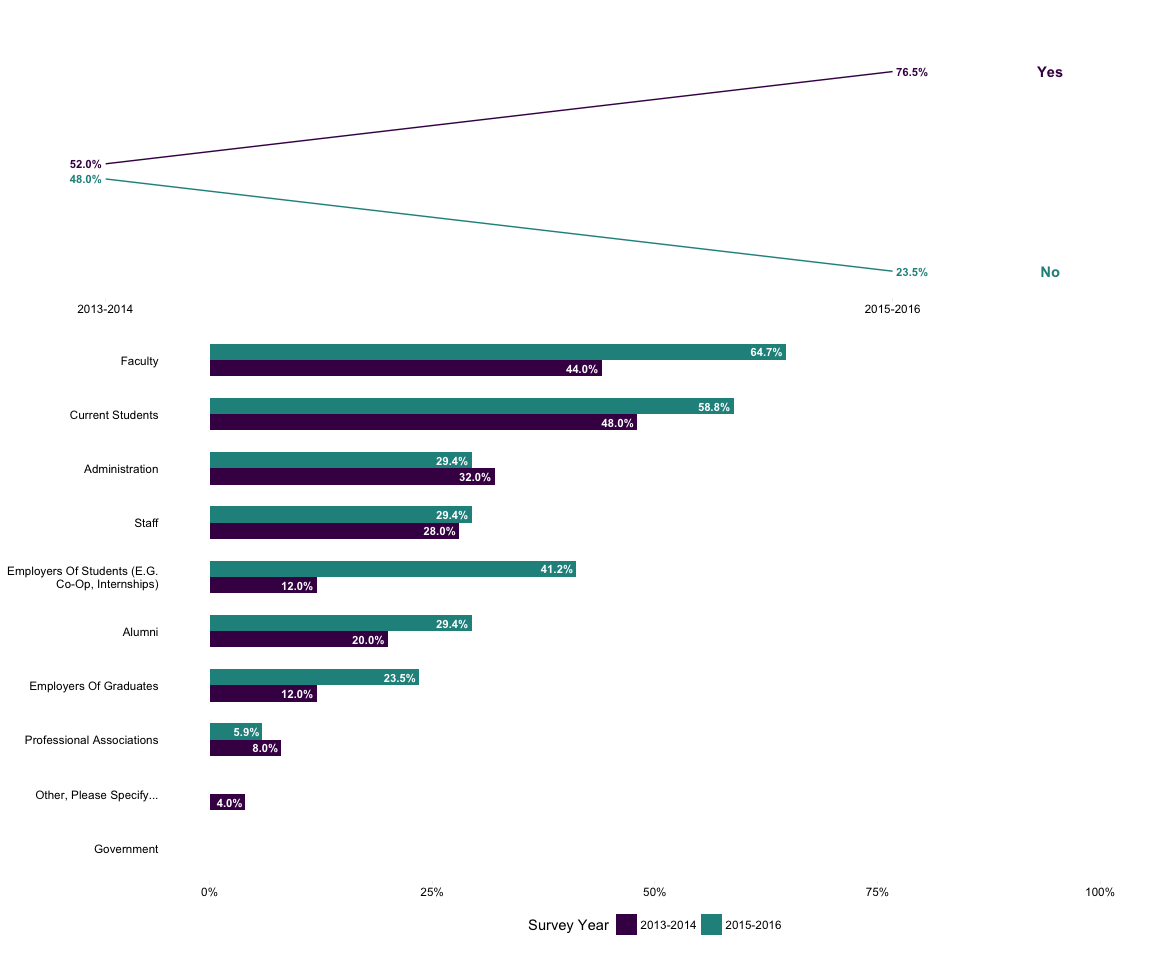 76.5%
Yes
52.0%
48.0%
23.5%
No
2013-2014
2015-2016
Faculty
64.7%
44.0%
Current Students
58.8%
48.0%
Administration
29.4%
32.0%
Staff
29.4%
28.0%
Employers Of Students (E.G.
Co-Op, Internships)
41.2%
12.0%
Alumni
29.4%
20.0%
Employers Of Graduates
23.5%
12.0%
Professional Associations
5.9%
8.0%
Other, Please Specify...
4.0%
Government
0%
25%
50%
75%
100%
Survey Year
2013-2014
2015-2016